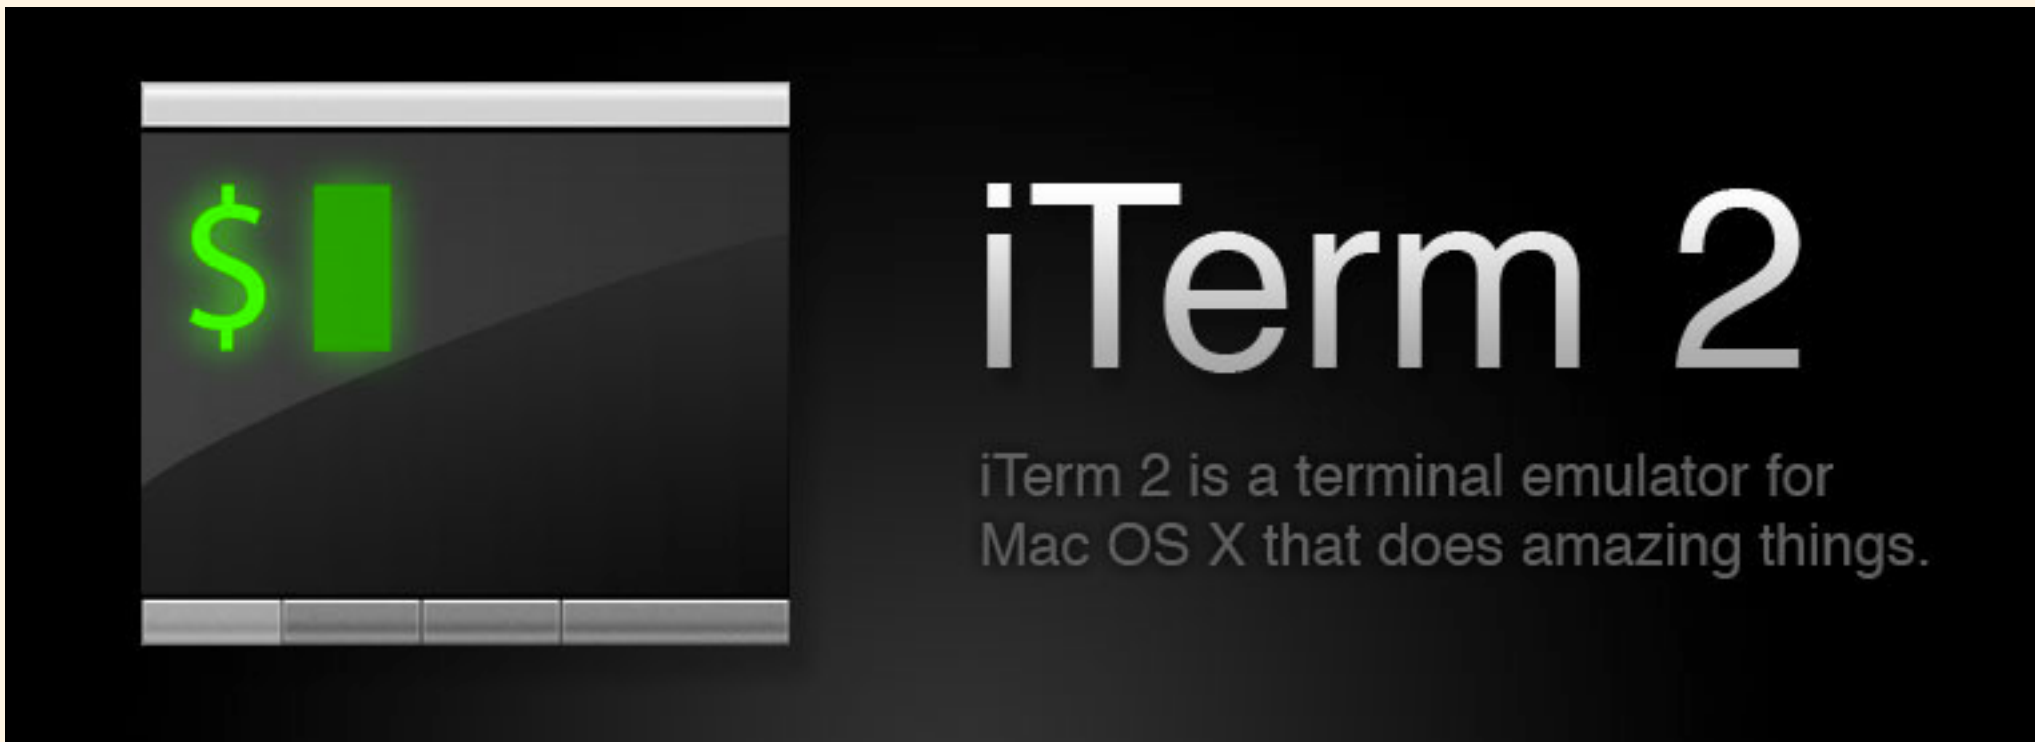 $
iTerm 2
iTerm 2 is a terminal emulator for
Mac OS X that does amazing things.